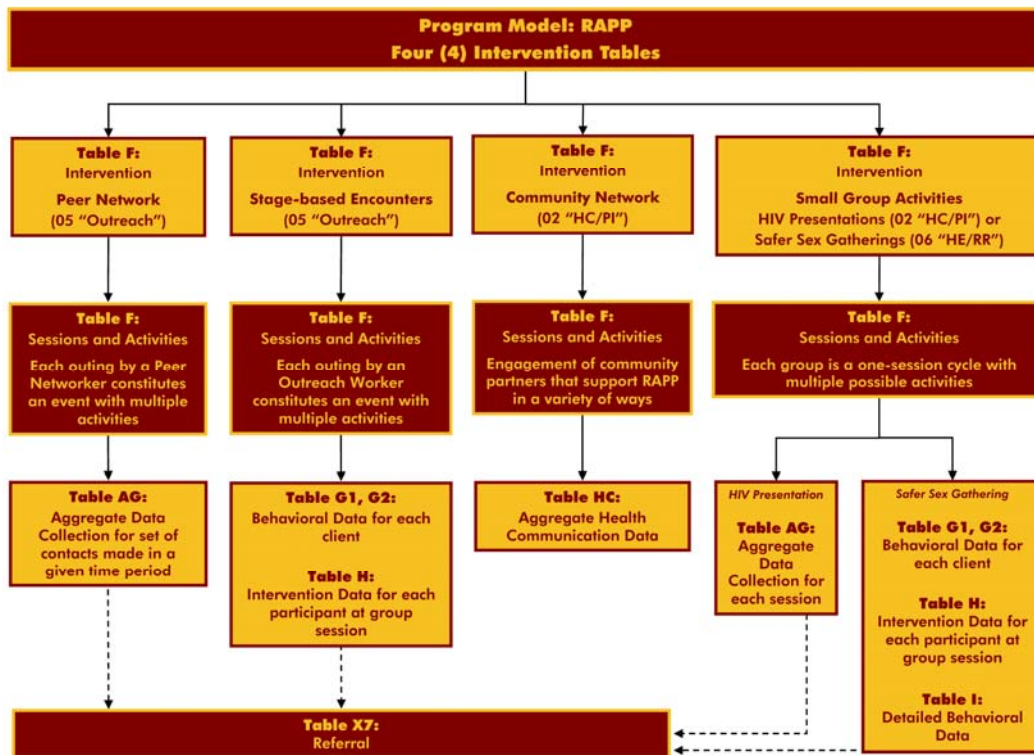 Program Model: RAPP
Four (4) Intervention Tables
Table F:
Intervention
Peer Network
(05 “Outreach”)
Table F:
Intervention
Stage-based Encounters
(05 “Outreach”)
Table F:
Intervention
Community Network
(02 “HC/PI”)
Table F:
Intervention
Small Group Activities
HIV Presentations (02 “HC/PI”) or
Safer Sex Gatherings (06 “HE/RR”)
Table F:
Sessions and Activities
Each outing by a Peer
Networker constitutes
an event with multiple
activities
Table F:
Sessions and Activities
Each outing by an
Outreach Worker
constitutes an event with
multiple activities
Table F:
Sessions and Activities
Engagement of community
partners that support RAPP
in a variety of ways
Table F:
Sessions and Activities
Each group is a one-session cycle with
multiple possible activities
Table AG:
Aggregate Data
Collection for set of
contacts made in a
given time period
Table G1, G2:
Behavioral Data for each
client
Table H:
Intervention Data for each
participant at group
session
Table HC:
Aggregate Health
Communication Data
HIV Presentation
Table AG:
Aggregate
Data
Collection for
each session
Safer Sex Gathering
Table G1, G2:
Behavioral Data for
each client
Table H:
Intervention Data for
each participant at
group session
Table I:
Detailed Behavioral
Data
Table X7:
Referral